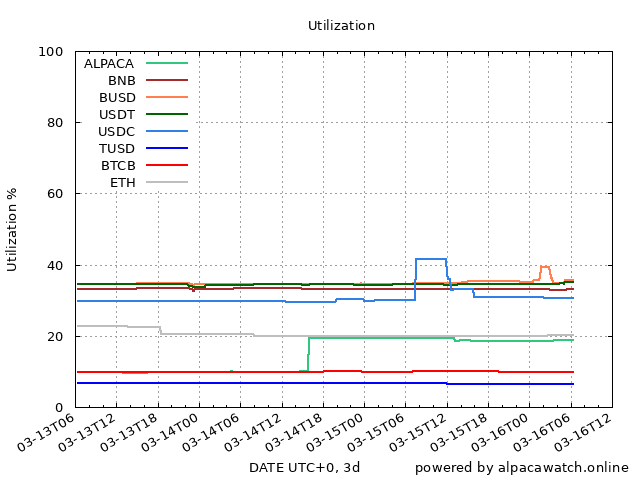 Utilization
100
80
60
40
20
0
Utilization %
ALPACA
BNB
BUSD
USDT
USDC
TUSD
BTCB
ETH
03-13T06
03-13T12
03-13T18
03-14T00
03-14T06
03-14T12
03-14T18
03-15T00
03-15T06
03-15T12
03-15T18
03-16T00
03-16T06
03-16T12
DATE UTC+0, 3d
powered by alpacawatch.online